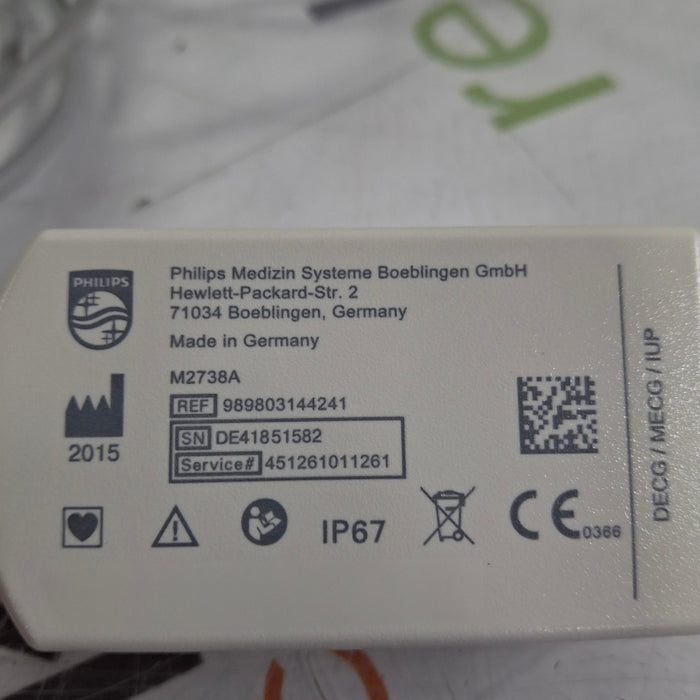 re
PHILIPS
Philips Medizin Systeme Boeblingen GmbH
Hewlett-Packard-Str. 2
71034 Boeblingen, Germany
Made in Germany
M2738A
REF 989803144241
SN DE41851582
Service# 451261011261
2015
IP67
CE 0366
DECG / MECG / IUP